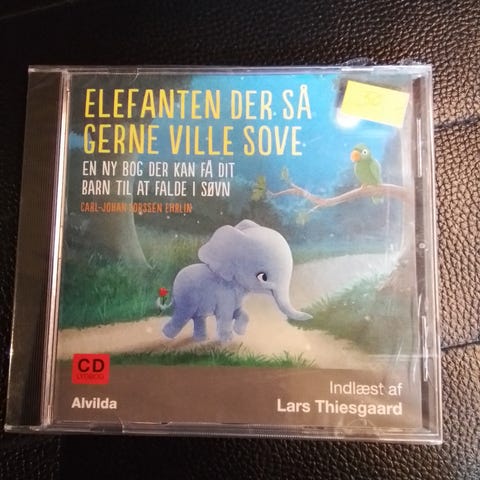 ELEFANTEN DER SÅ
GERNE VILLE SOVE
EN NY BOG DER KAN FÅ DIT
BARN TIL AT FALDE I SØVN
CARL-JOHAN FORSSÉN EHRLIN
CD
LYDBOG
Alvilda
Indlæst af
Lars Thiesgaard